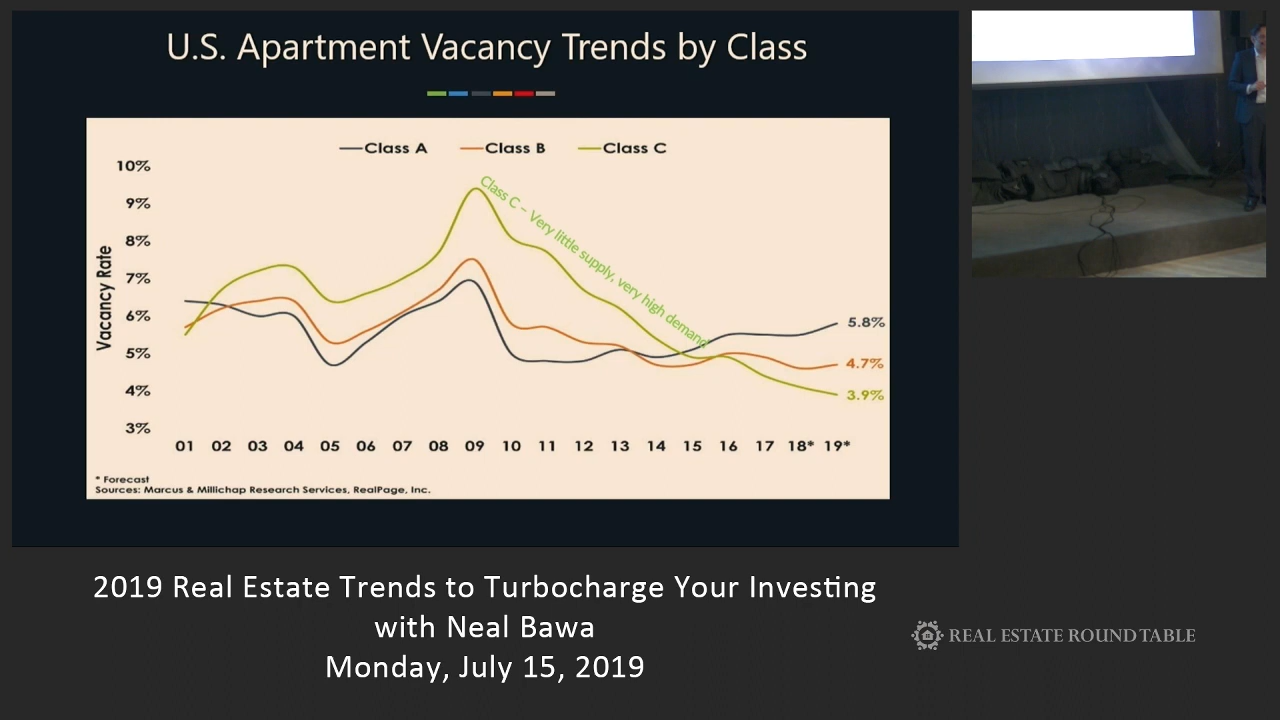 U.S. Apartment Vacancy Trends by Class
Class A Class B Class C
10%
9%
8%
7%
6%
5%
4%
3%
Vacancy Rate
Class C – Very little supply, very high demand
5.8%
4.7%
3.9%
01 02 03 04 05 06 07 08 09 10 11 12 13 14 15 16 17 18* 19*
* Forecast
Sources: Marcus & Millichap Research Services, RealPage, Inc.
2019 Real Estate Trends to Turbocharge Your Investing
with Neal Bawa
Monday, July 15, 2019
REAL ESTATE ROUND TABLE